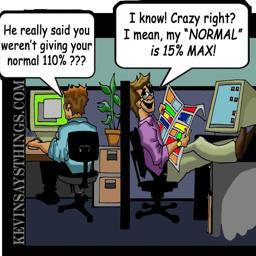 He really said you
weren't giving your
normal 110% ???
I know! Crazy right?
I mean, my "NORMAL"
is 15% MAX!
KEVINSAYSTHINGS.COM